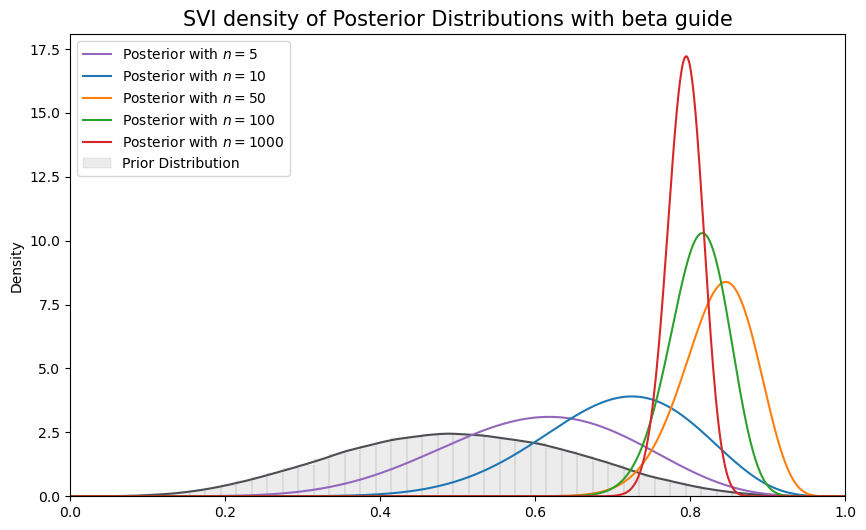 SVI density of Posterior Distributions with beta guide
Posterior with n = 5
Posterior with n = 10
Posterior with n = 50
Posterior with n = 100
Posterior with n = 1000
Prior Distribution
Density
17.5
15.0
12.5
10.0
7.5
5.0
2.5
0.0
0.0 0.2 0.4 0.6 0.8 1.0